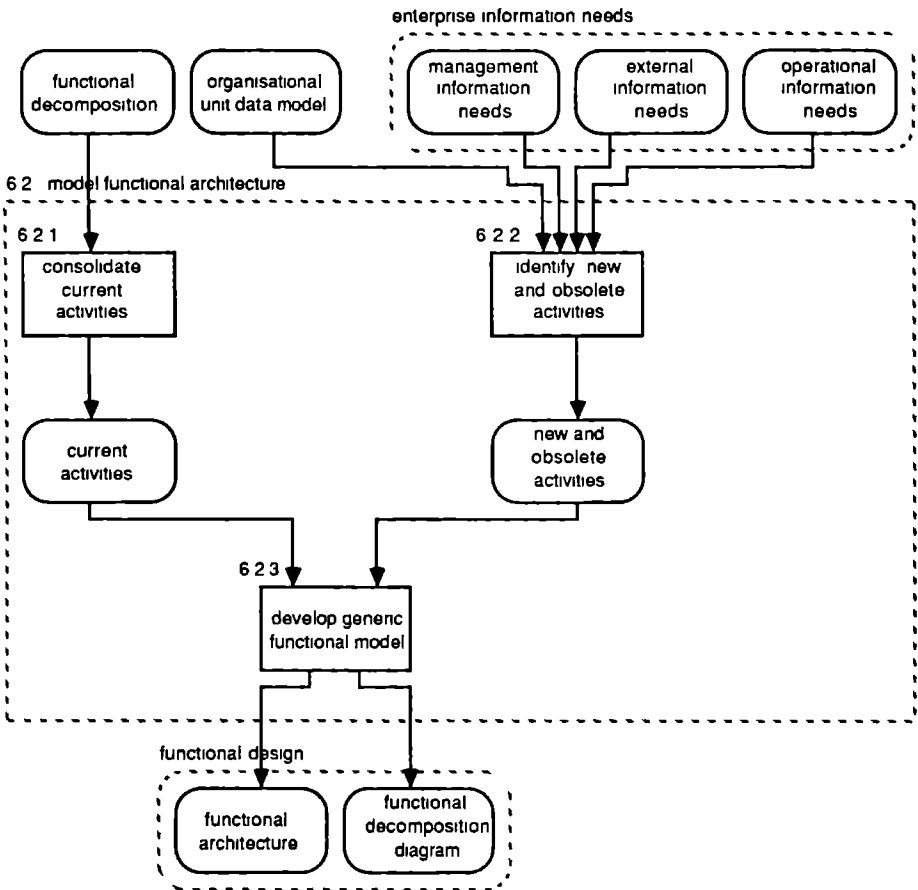 enterprise information needs
functional
decomposition
organisational
unit data model
management
information
needs
external
information
needs
operational
information
needs
6 2 model functional architecture
6 2 1
consolidate
current
activities
6 2 2
identify new
and obsolete
activities
current
activities
new and
obsolete
activities
6 2 3
develop generic
functional model
functional design
functional
architecture
functional
decomposition
diagram